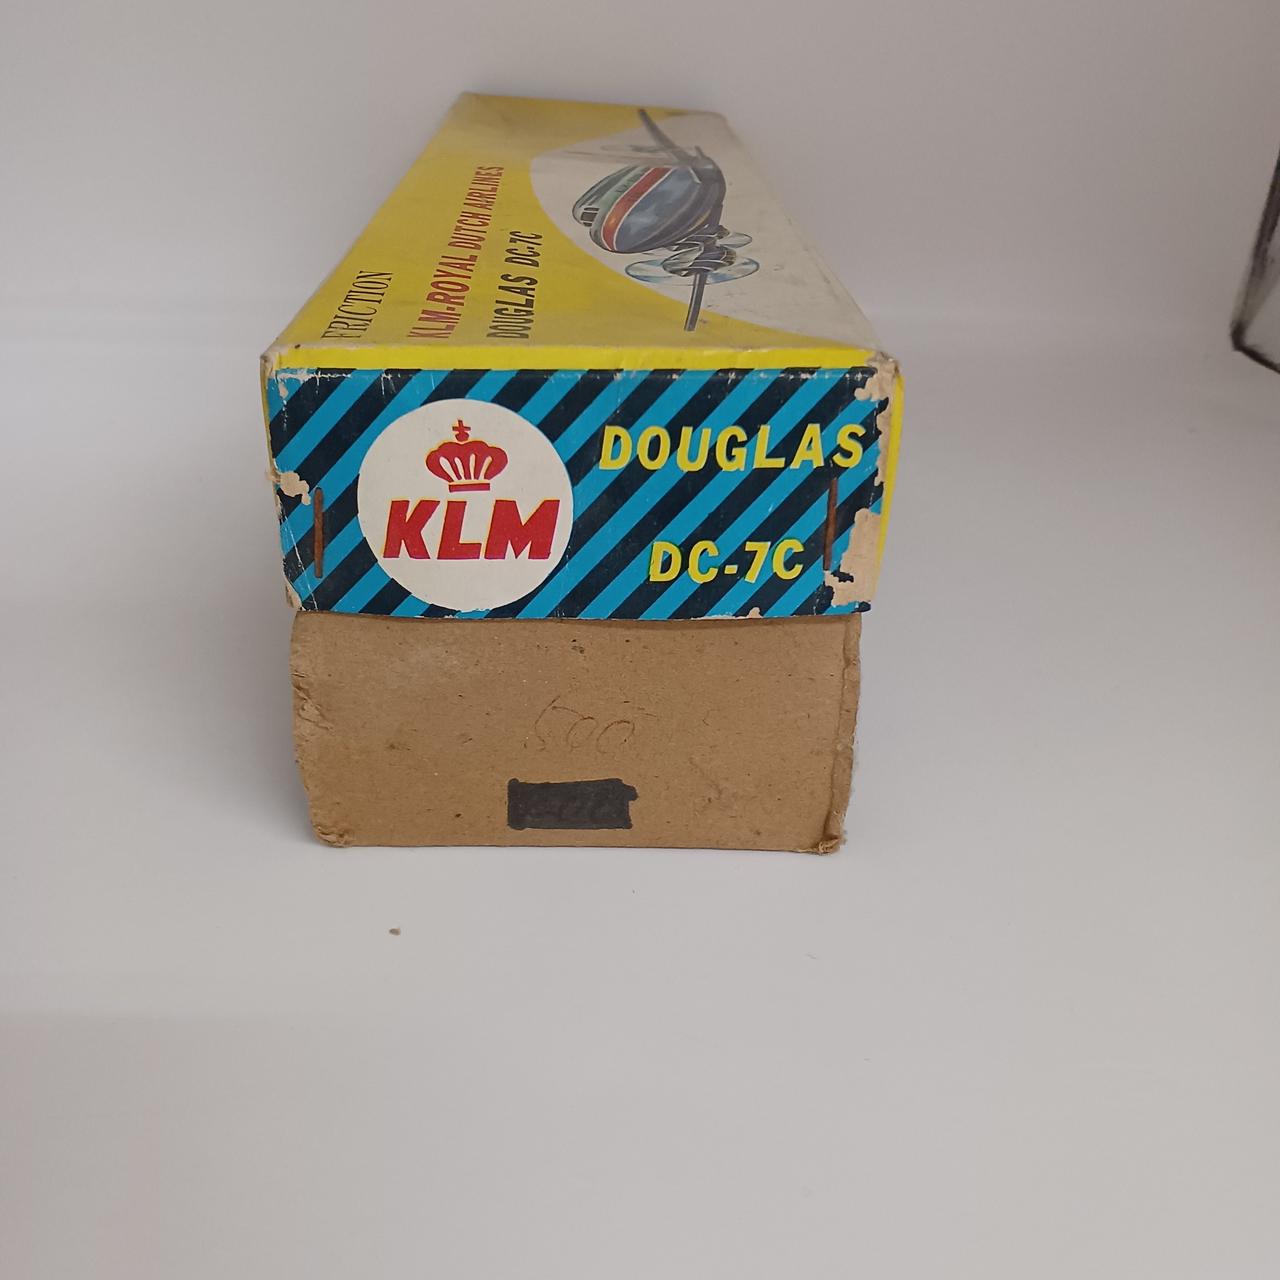 FRICTION
KLM-ROYAL DUTCH AIRLINES
DOUGLAS DC-7C
KLM
DOUGLAS
DC-7C
500